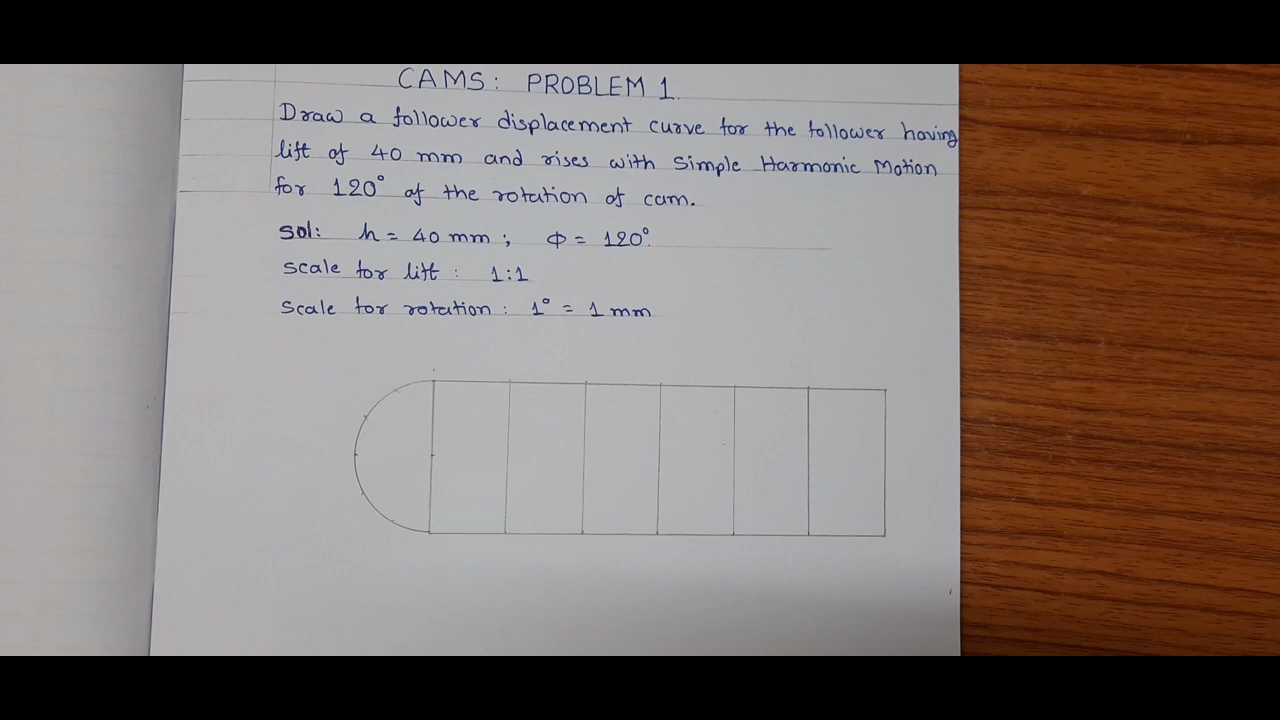 CAMS: PROBLEM 1.
Draw a follower displacement curve for the follower having
lift of 40 mm and rises with Simple Harmonic Motion
for 120° of the rotation of cam.
Sol: h = 40 mm; Φ = 120°.
Scale for lift : 1:1
Scale for rotation : 1° = 1 mm